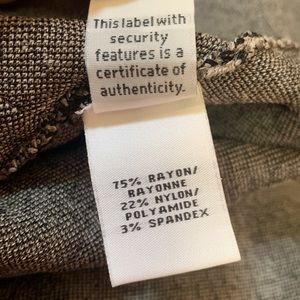 This label with
security
features is a
certificate of
authenticity.
75% RAYON/
RAYONNE
22% NYLON/
POLYAMIDE
3% SPANDEX